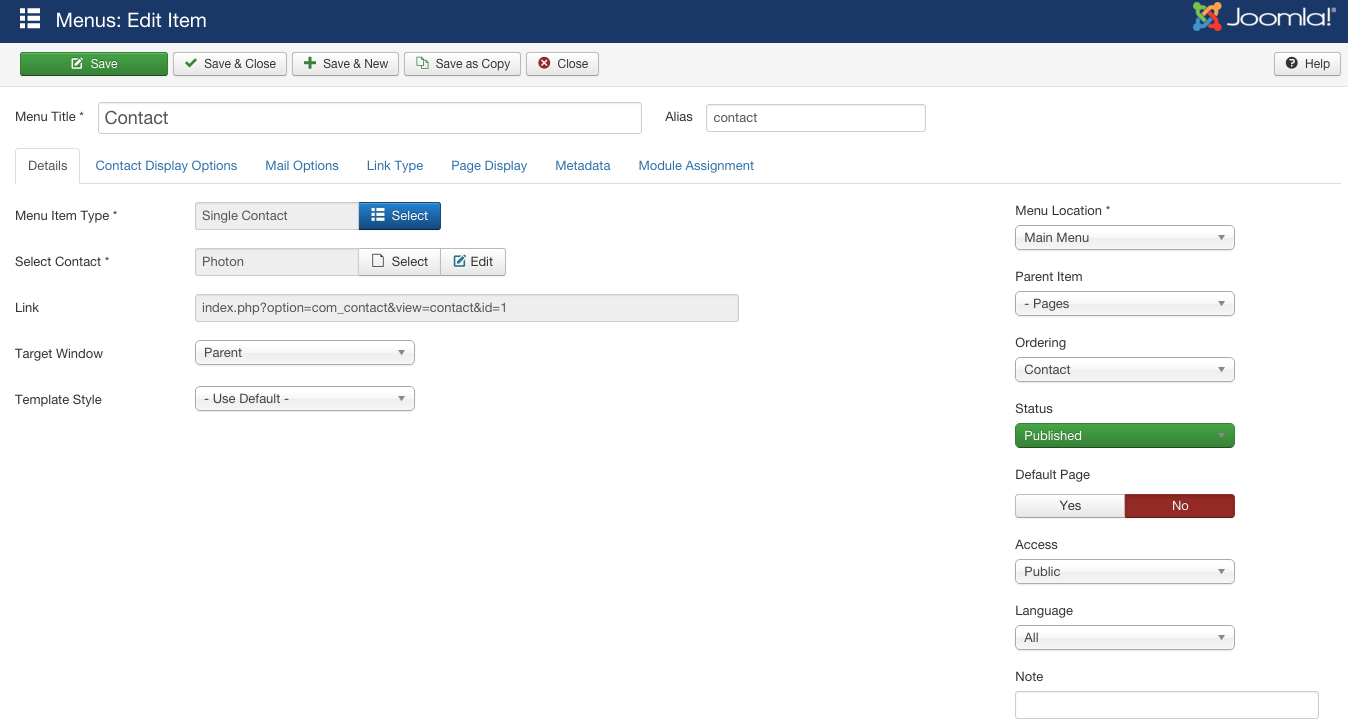 Menus: Edit Item
Joomla!®
Save
Save & Close
Save & New
Save as Copy
Close
Help
Menu Title *
Contact
Alias
contact
Details
Contact Display Options
Mail Options
Link Type
Page Display
Metadata
Module Assignment
Menu Item Type *
Single Contact
Select
Select Contact *
Photon
Select
Edit
Link
index.php?option=com_contact&view=contact&id=1
Target Window
Parent
Template Style
- Use Default -
Menu Location *
Main Menu
Parent Item
- Pages
Ordering
Contact
Status
Published
Default Page
Yes
No
Access
Public
Language
All
Note